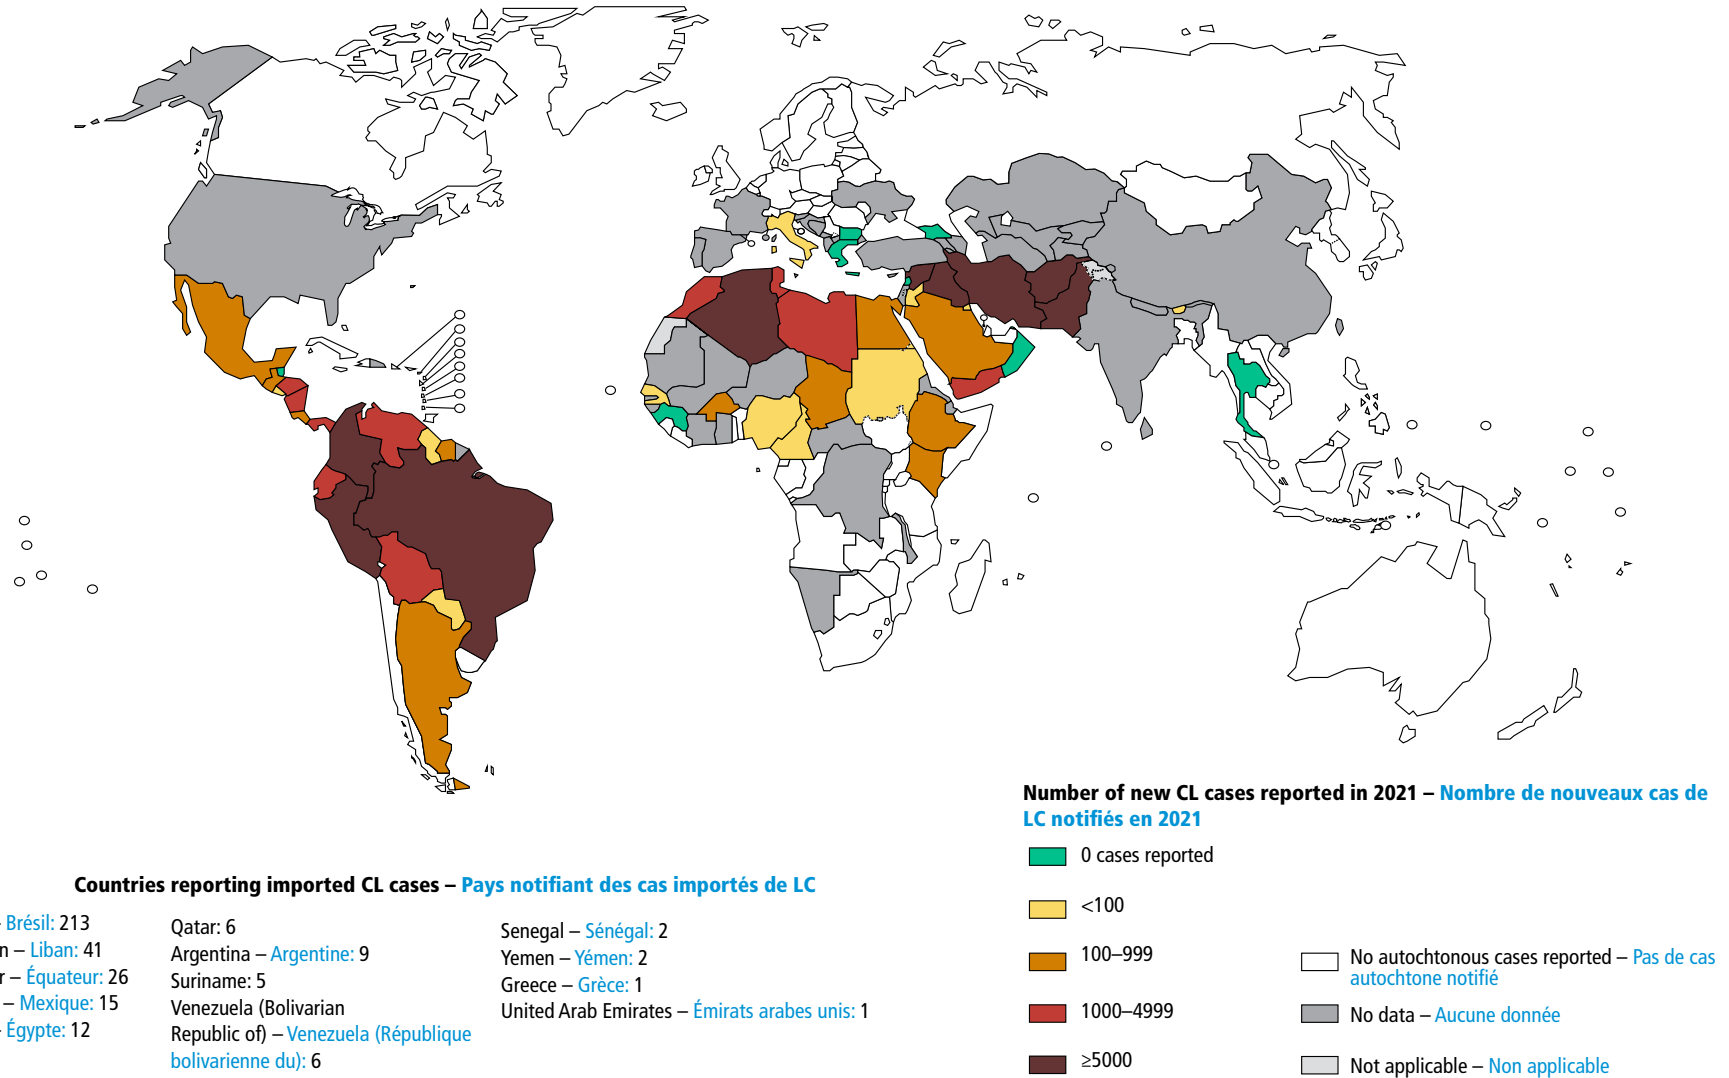 Number of new CL cases reported in 2021 – Nombre de nouveaux cas de
LC notifiés en 2021
0 cases reported
<100
100–999
1000–4999
≥5000
No autochtonous cases reported – Pas de cas
autochtone notifié
No data – Aucune donnée
Not applicable – Non applicable
Countries reporting imported CL cases – Pays notifiant des cas importés de LC
– Brésil: 213
n – Liban: 41
r – Équateur: 26
– Mexique: 15
– Égypte: 12
Qatar: 6
Argentina – Argentine: 9
Suriname: 5
Venezuela (Bolivarian
Republic of) – Venezuela (République
bolivarienne du): 6
Senegal – Sénégal: 2
Yemen – Yémen: 2
Greece – Grèce: 1
United Arab Emirates – Émirats arabes unis: 1